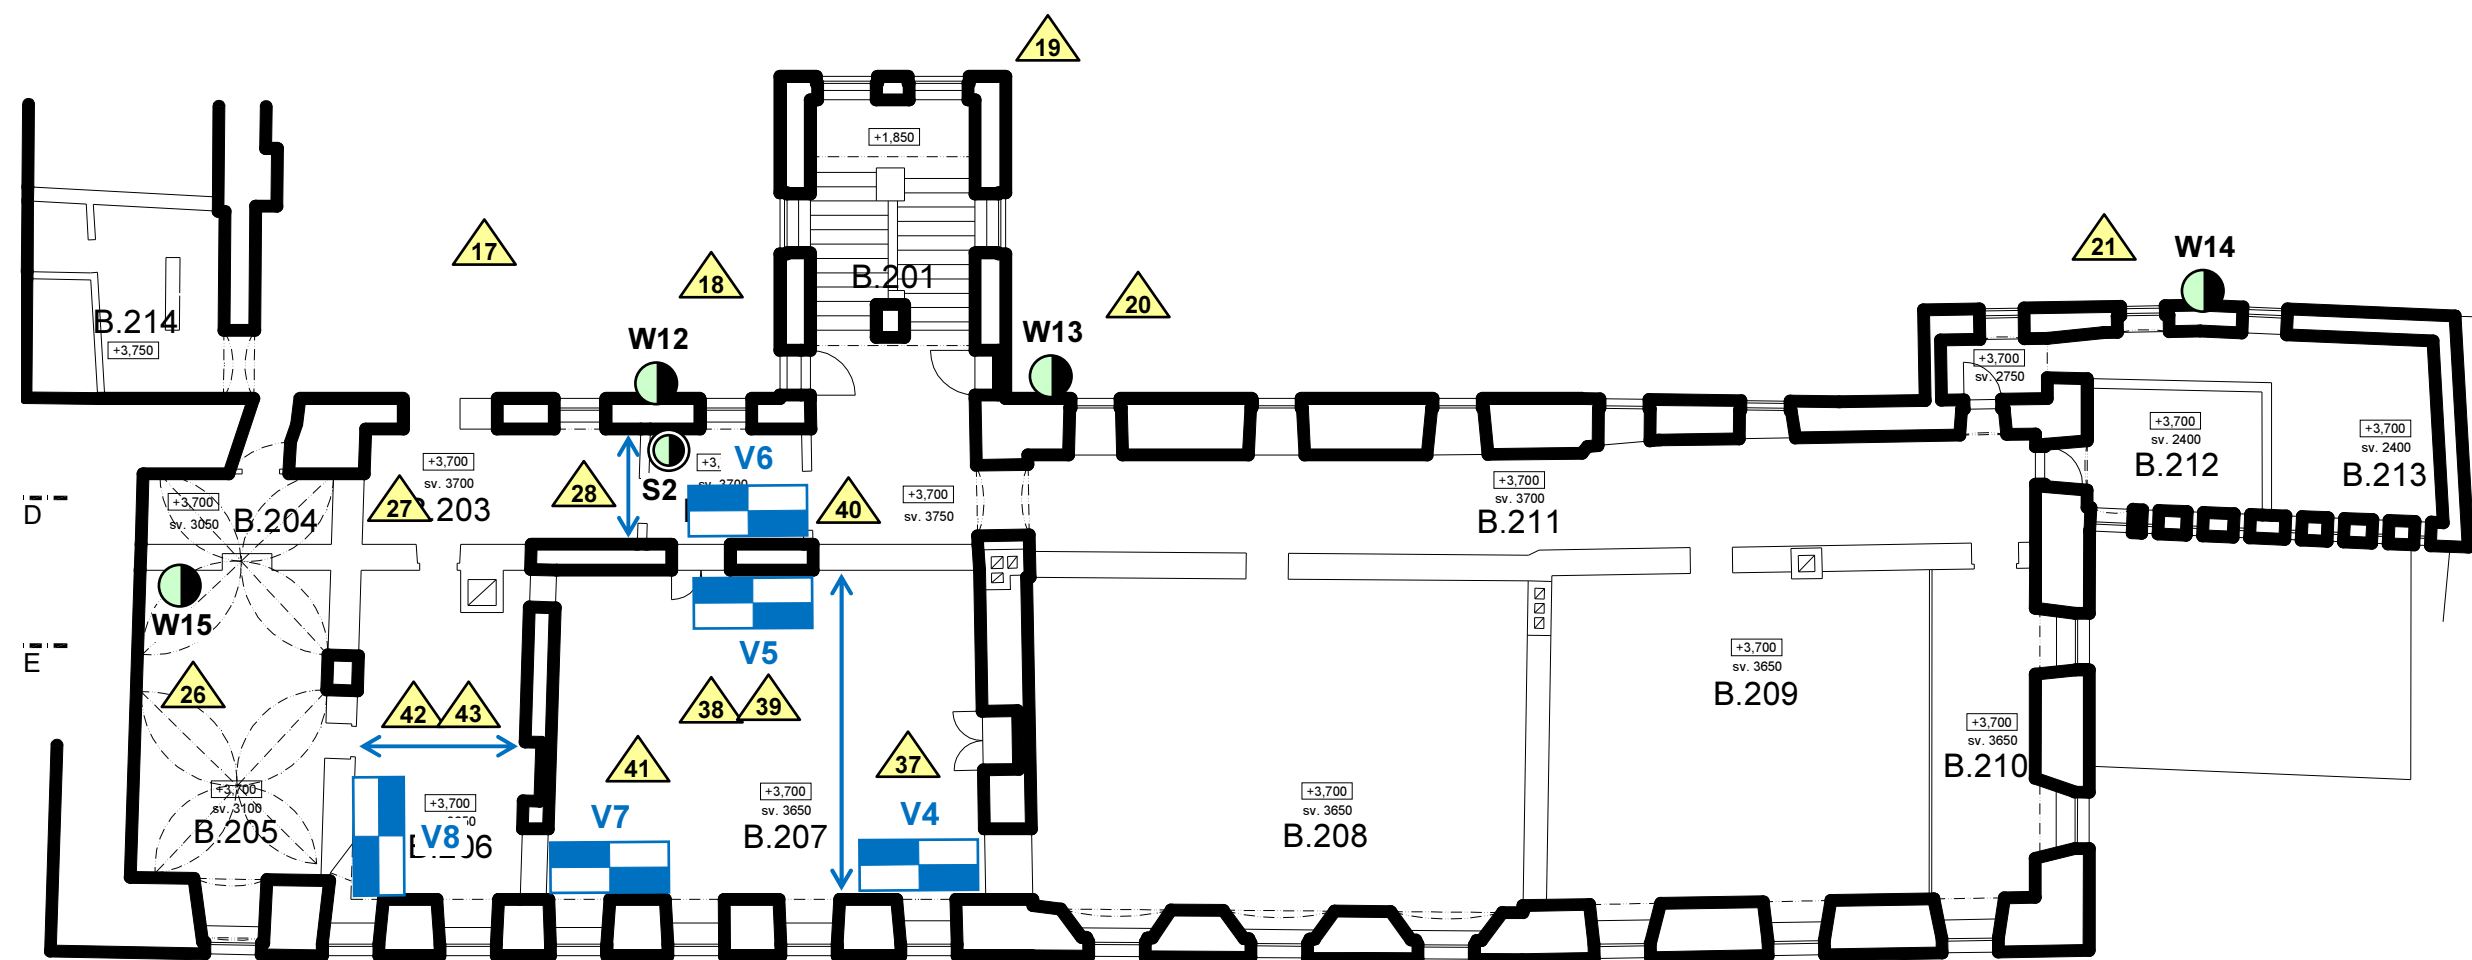 19
+1,850
17
18
B.201
20
21
W14
B.214
+3,750
W12
W13
+3,700
sv. 2750
+3,700
sv. 2400
B.212
+3,700
sv. 2400
B.213
+3,700
sv. 3700
.203
27
28
S2
+3,
sv. 3700
V6
40
+3,700
sv. 3750
+3,700
sv. 3700
B.211
D
+3,700
sv. 3050
B.204
W15
E
26
V5
42
43
38
39
+3,700
sv. 3650
B.209
41
37
+3,700
sv. 3650
B.210
+3,700
sv. 3100
B.205
+3,700
V8
V7
+3,700
sv. 3650
B.207
V4
+3,700
sv. 3650
B.208